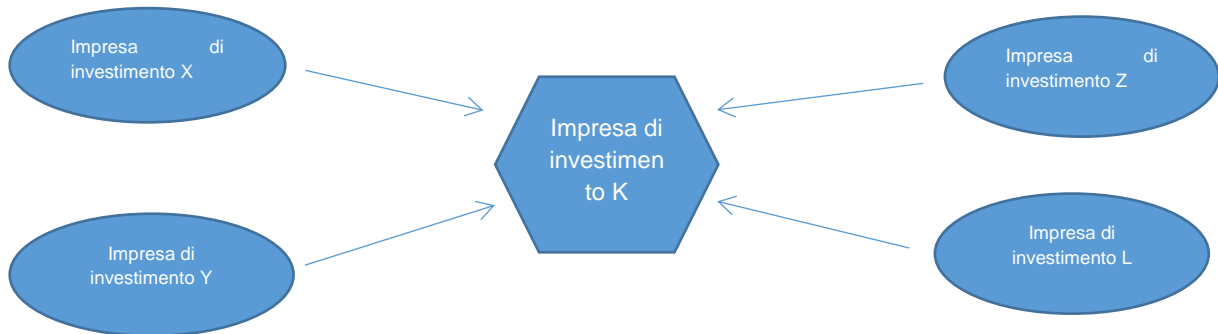 Impresa di
investimento X
Impresa di
investimento Z
Impresa di
investimen
to K
Impresa di
investimento Y
Impresa di
investimento L